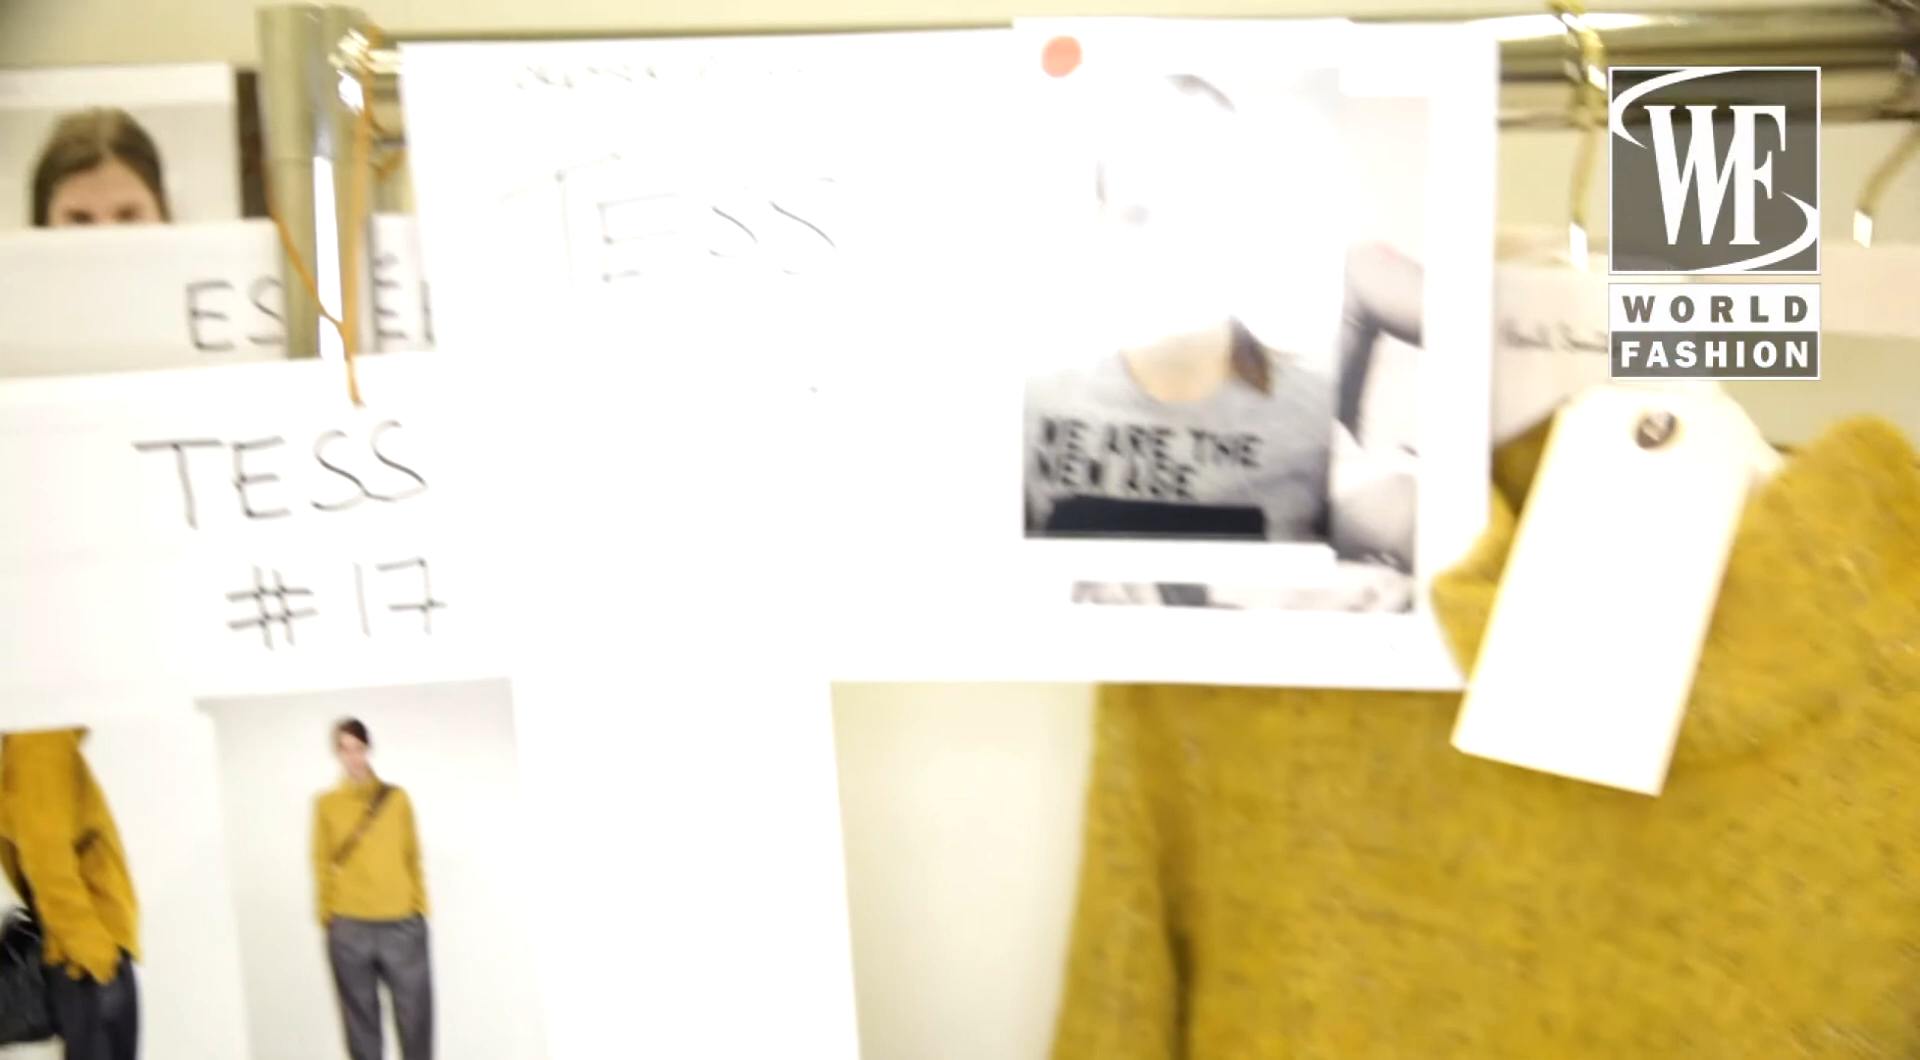 TESS
WE ARE THE
NEW AGE
TESS
#17
WF
WORLD
FASHION